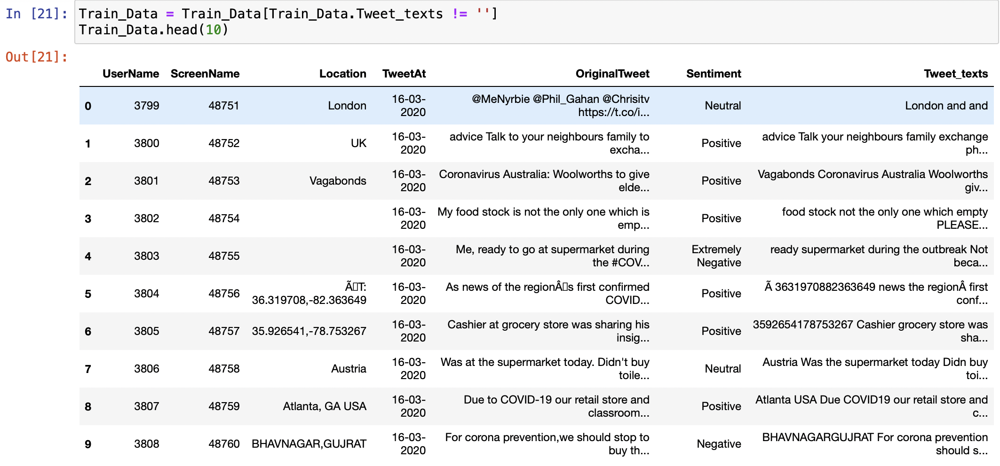 In [21]: Train_Data = Train_Data[Train_Data.Tweet_texts != '']
Train_Data.head(10)
Out[21]:
UserName ScreenName Location TweetAt OriginalTweet Sentiment Tweet_texts
0 3799 48751 London 16-03-2020 @MeNyrbie @Phil_Gahan @Chrisitv https://t.co/i... Neutral London and and
1 3800 48752 UK 16-03-2020 advice Talk to your neighbours family to excha... Positive advice Talk your neighbours family exchange ph...
2 3801 48753 Vagabonds 16-03-2020 Coronavirus Australia: Woolworths to give elde... Positive Vagabonds Coronavirus Australia Woolworths giv...
3 3802 48754 16-03-2020 My food stock is not the only one which is emp... Positive food stock not the only one which empty PLEASE...
4 3803 48755 16-03-2020 Me, ready to go at supermarket during the #COV... Extremely Negative ready supermarket during the outbreak Not beca...
5 3804 48756 Ã▯T: 36.319708,-82.363649 16-03-2020 As news of the regionÂ▯s first confirmed COVID... Positive Ã 3631970882363649 news the regionÂ first conf...
6 3805 48757 35.926541,-78.753267 16-03-2020 Cashier at grocery store was sharing his insig... Positive 3592654178753267 Cashier grocery store was sha...
7 3806 48758 Austria 16-03-2020 Was at the supermarket today. Didn't buy toile... Neutral Austria Was the supermarket today Didn buy toi...
8 3807 48759 Atlanta, GA USA 16-03-2020 Due to COVID-19 our retail store and classroom... Positive Atlanta USA Due COVID19 our retail store and c...
9 3808 48760 BHAVNAGAR,GUJRAT 16-03-2020 For corona prevention,we should stop to buy th... Negative BHAVNAGARGUJRAT For corona prevention should s...